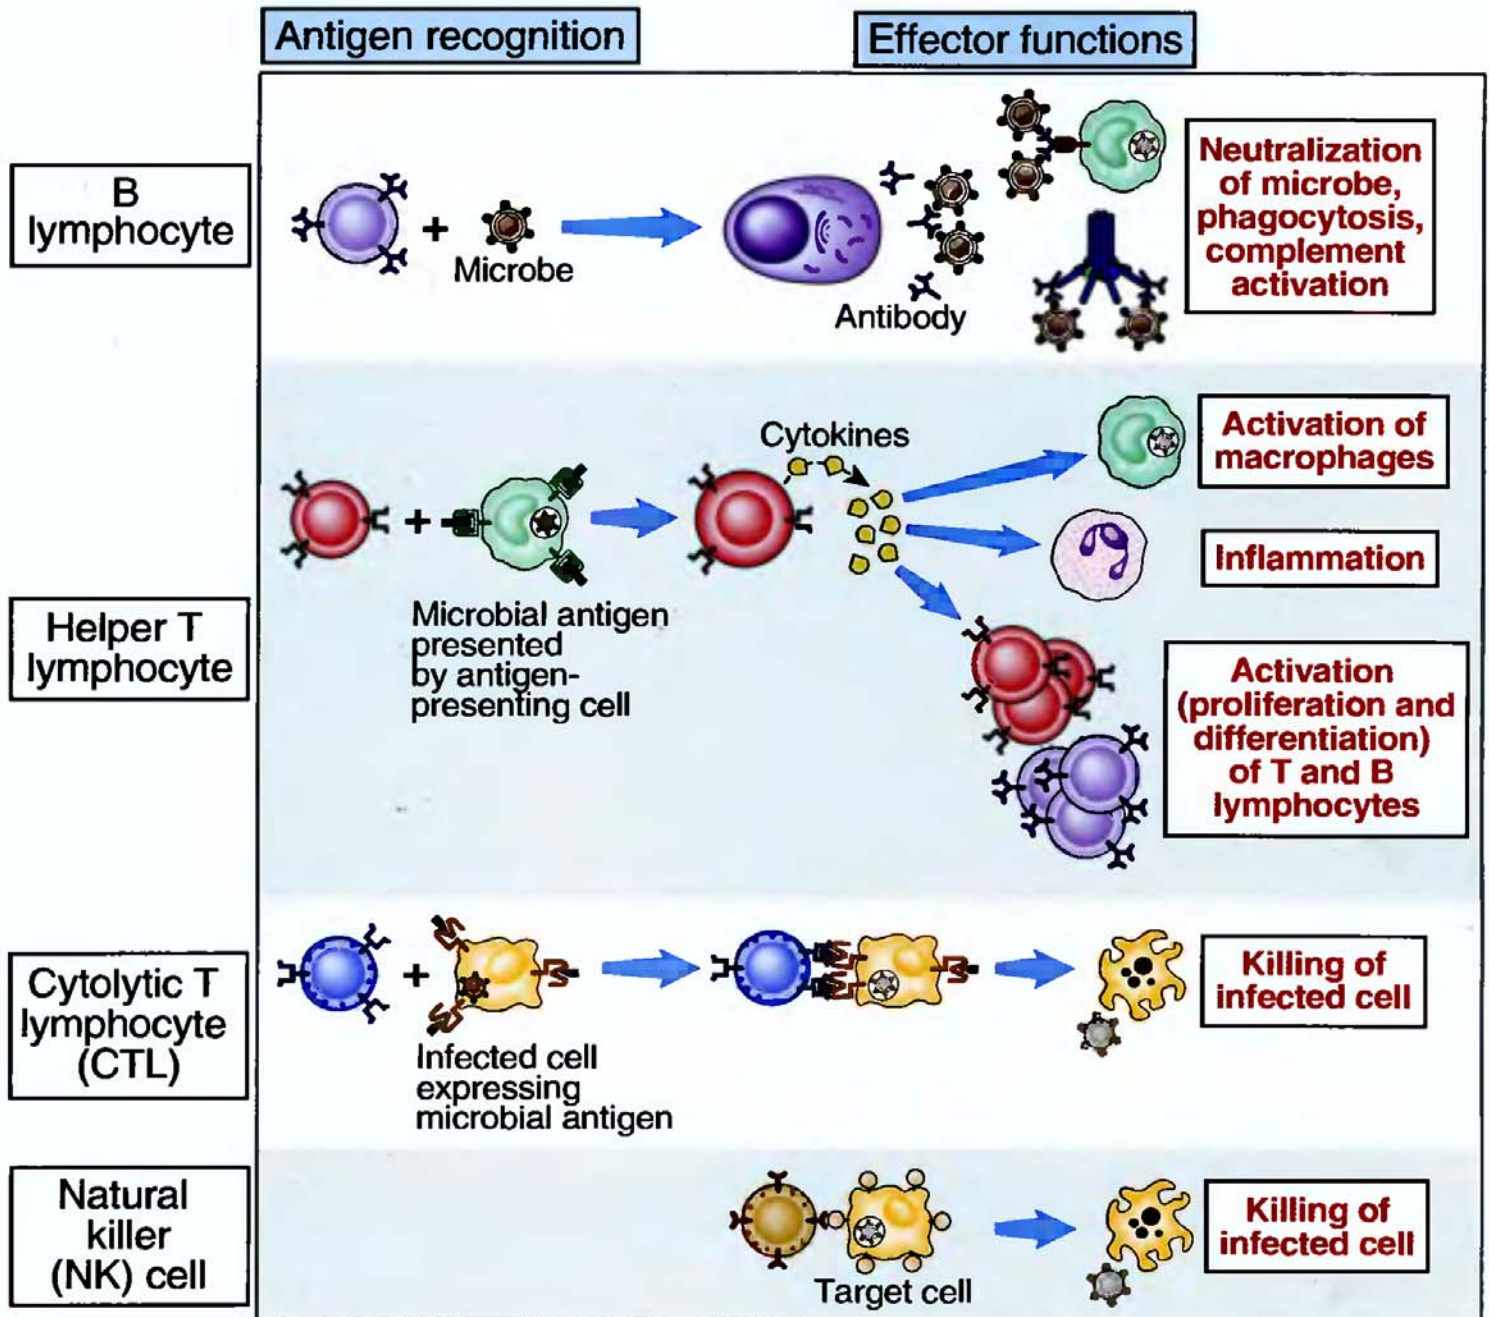 Antigen recognition
Effector functions
B
lymphocyte
Microbe
Antibody
Neutralization
of microbe,
phagocytosis,
complement
activation
Helper T
lymphocyte
Microbial antigen
presented
by antigen-
presenting cell
Cytokines
Activation of
macrophages
Inflammation
Activation
(proliferation and
differentiation)
of T and B
lymphocytes
Cytolytic T
lymphocyte
(CTL)
Infected cell
expressing
microbial antigen
Killing of
infected cell
Natural
killer
(NK) cell
Target cell
Killing of
infected cell